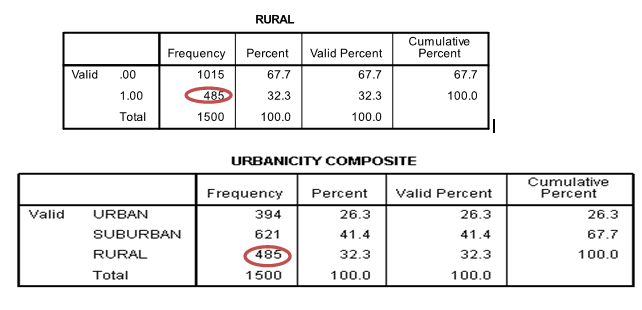 RURAL
Frequency Percent Valid Percent Cumulative Percent
Valid .00 1015 67.7 67.7 67.7
1.00 485 32.3 32.3 100.0
Total 1500 100.0 100.0
URBANICITY COMPOSITE
Frequency Percent Valid Percent Cumulative Percent
Valid URBAN 394 26.3 26.3 26.3
SUBURBAN 621 41.4 41.4 67.7
RURAL 485 32.3 32.3 100.0
Total 1500 100.0 100.0